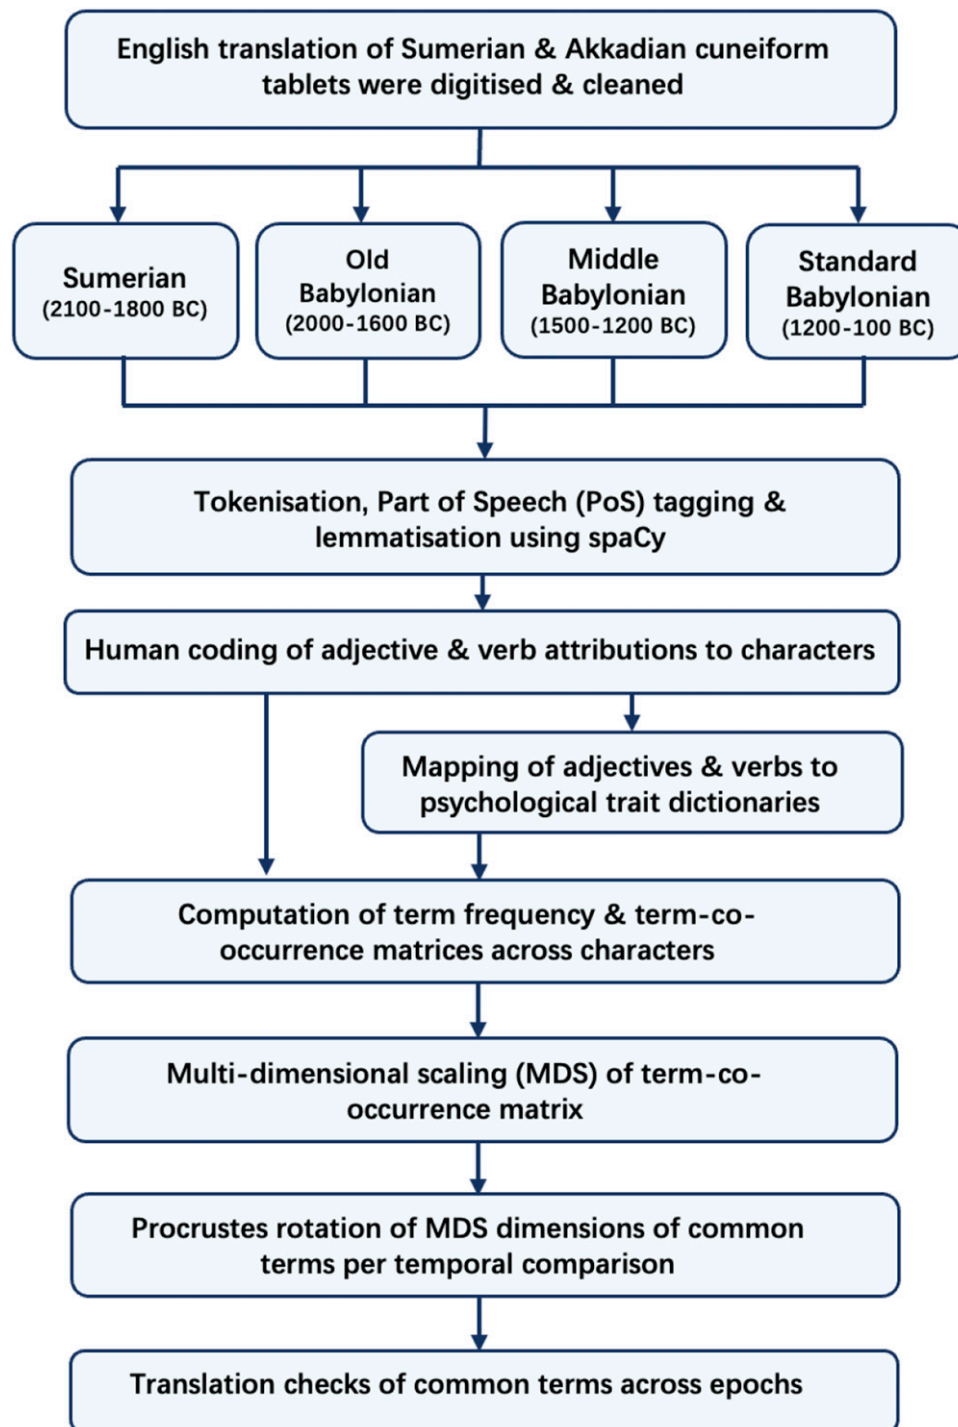 English translation of Sumerian & Akkadian cuneiform
tablets were digitised & cleaned
Sumerian
(2100-1800 BC)
Old
Babylonian
(2000-1600 BC)
Middle
Babylonian
(1500-1200 BC)
Standard
Babylonian
(1200-100 BC)
Tokenisation, Part of Speech (PoS) tagging &
lemmatisation using spaCy
Human coding of adjective & verb attributions to characters
Mapping of adjectives & verbs to
psychological trait dictionaries
Computation of term frequency & term-co-
occurrence matrices across characters
Multi-dimensional scaling (MDS) of term-co-
occurrence matrix
Procrustes rotation of MDS dimensions of common
terms per temporal comparison
Translation checks of common terms across epochs